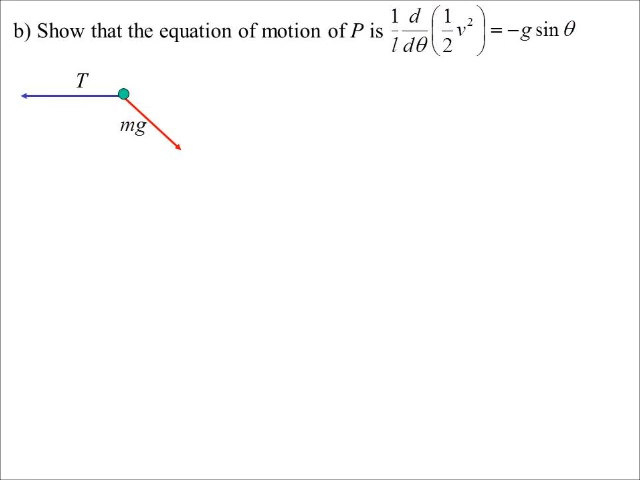 b) Show that the equation of motion of P is 1/l d/dθ (1/2 v²) = −g sin θ
T
mg